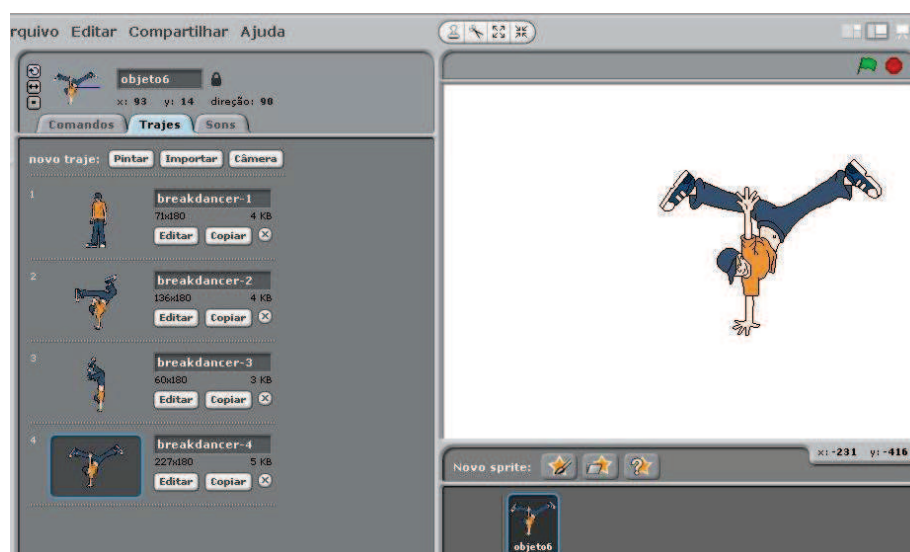 rquivo Editar Compartilhar Ajuda
objeto6
x: 93 y: 14 direção: 90
Comandos Trajes Sons
novo traje: Pintar Importar Câmera
1
breakdancer-1
71x180 4 KB
Editar Copiar
2
breakdancer-2
136x180 4 KB
Editar Copiar
3
breakdancer-3
60x180 3 KB
Editar Copiar
4
breakdancer-4
227x180 5 KB
Editar Copiar
x: -231 y: -416
Novo sprite:
objeto6